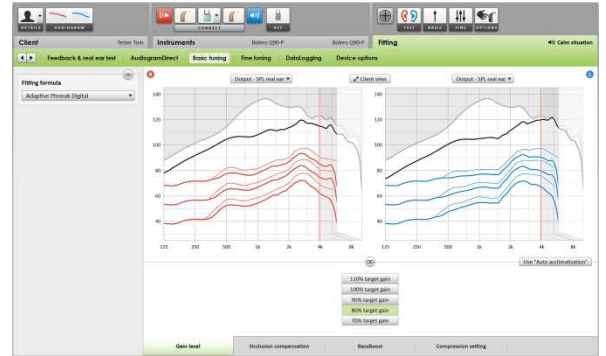 DETAILS AUDIOGRAM CONNECT REC TEST BASIC FINE OPTIONS
Client Tester Tom Instruments Bolero Q90-P Bolero Q90-P Fitting Calm situation
Feedback & real ear test AudiogramDirect Basic tuning Fine tuning DataLogging Device options
Fitting formula
Adaptive Phonak Digital
R Output - SPL real ear Client view Output - SPL real ear L
140 140
120 120
100 100
80 80
60 60
40 40
125 250 500 1k 2k 4k 8k 125 250 500 1k 2k 4k 8k
Use "Auto acclimatization"
110% target gain
100% target gain
90% target gain
80% target gain
70% target gain
Gain level Occlusion compensation BassBoost Compression setting